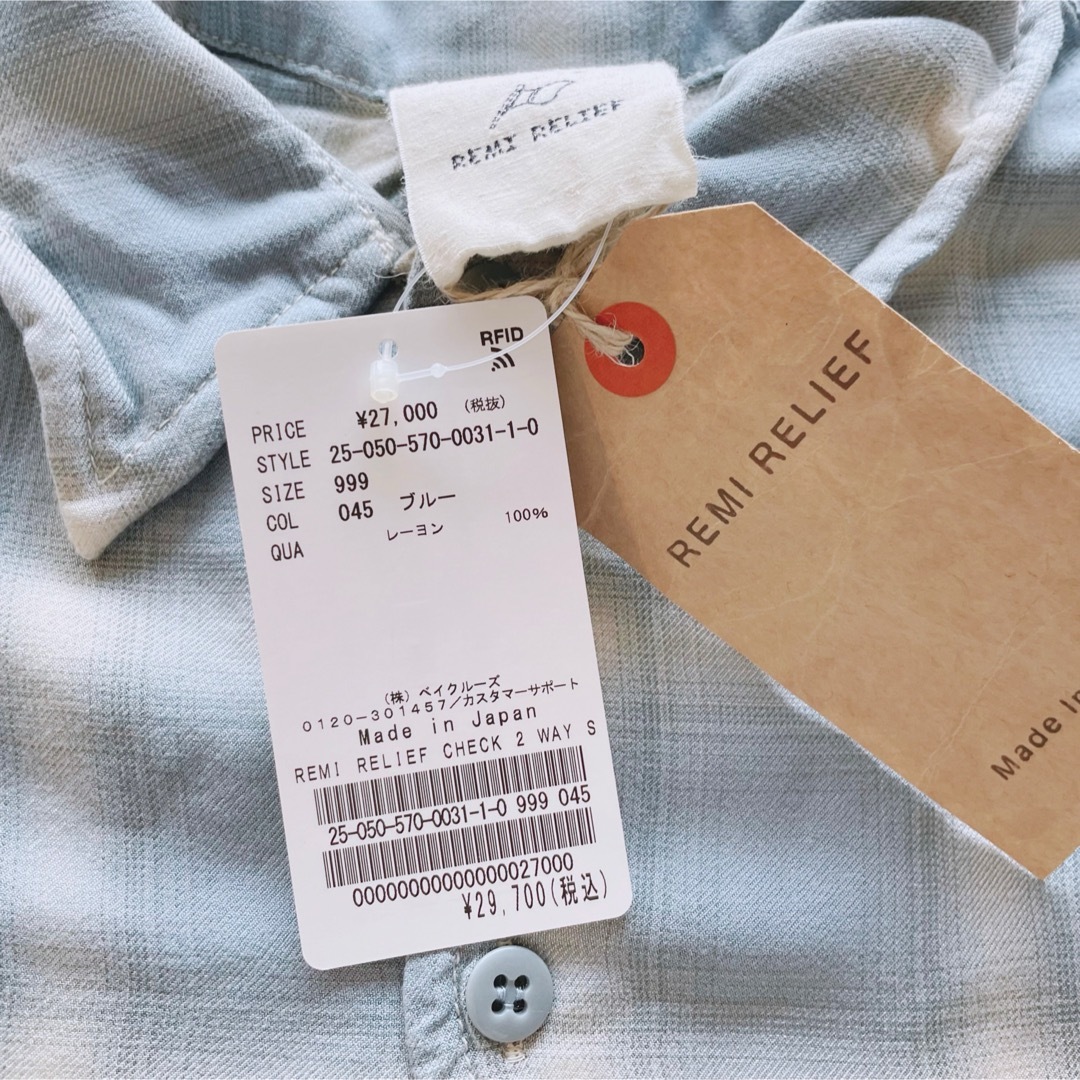 REMI RELIEF
RFID
PRICE ¥27,000 (税抜)
STYLE 25-050-570-0031-1-0
SIZE 999
COL 045 ブルー
QUA レーヨン 100%
(株) ベイクルーズ
0120-301457/カスタマーサポート
Made in Japan
REMI RELIEF CHECK 2 WAY S
25-050-570-0031-1-0 999 045
00000000000000027000
¥29,700(税込)
REMI RELIEF
Made In